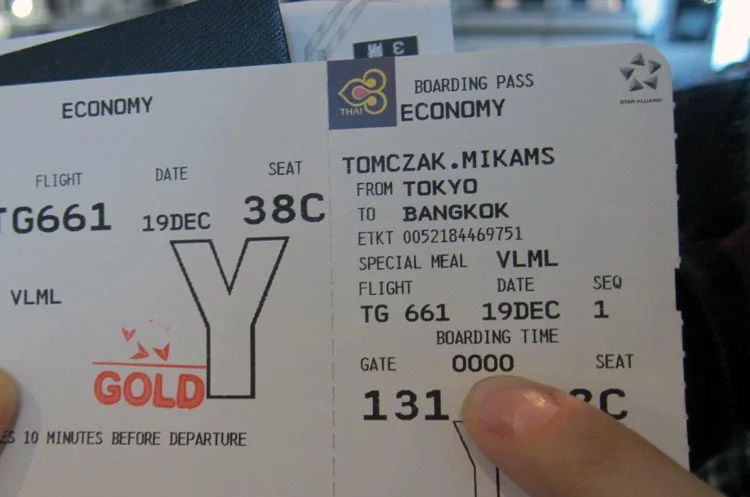 ECONOMY
FLIGHT DATE SEAT
TG661 19DEC 38C
VLML
Y
GOLD
10 MINUTES BEFORE DEPARTURE
3
THAI
BOARDING PASS
ECONOMY
STAR ALLIANCE
TOMCZAK.MIKAMS
FROM TOKYO
TO BANGKOK
ETKT 0052184469751
SPECIAL MEAL VLML
FLIGHT DATE SEQ
TG 661 19DEC 1
BOARDING TIME
GATE 0000 SEAT
131 C